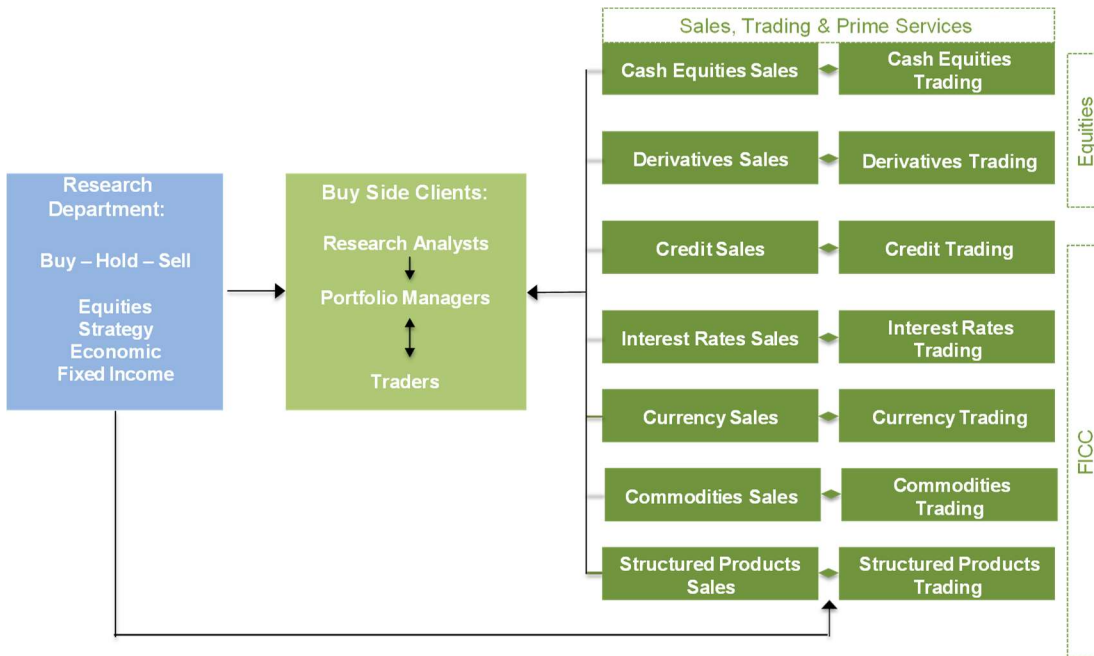 Sales, Trading & Prime Services
Cash Equities Sales
Cash Equities
Trading
Equities
Derivatives Sales
Derivatives Trading
Research
Department:
Buy – Hold – Sell
Equities
Strategy
Economic
Fixed Income
Buy Side Clients:
Research Analysts
Portfolio Managers
Traders
Credit Sales
Credit Trading
Interest Rates Sales
Interest Rates
Trading
Currency Sales
Currency Trading
FICC
Commodities Sales
Commodities
Trading
Structured Products
Sales
Structured Products
Trading